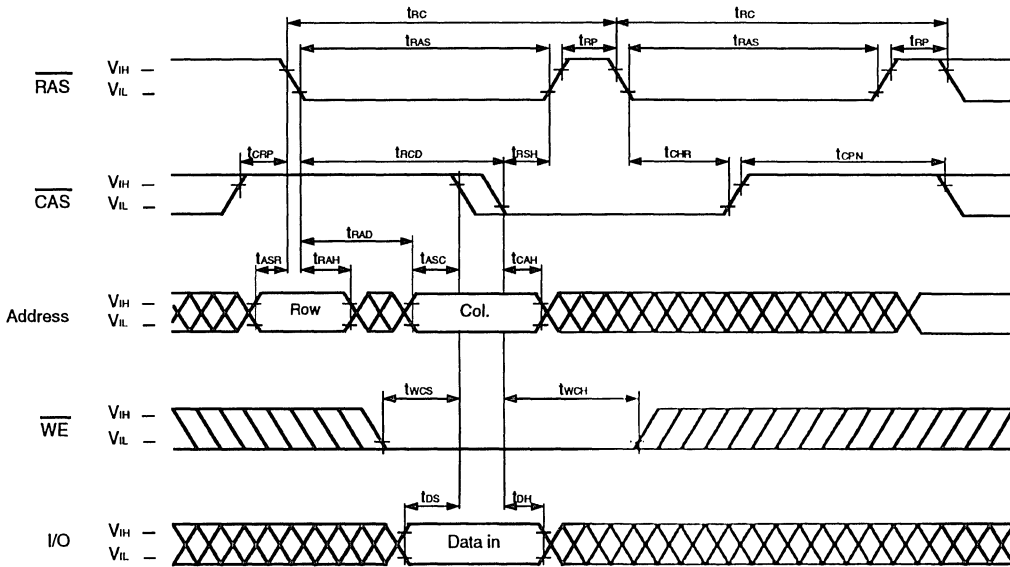 tRC tRC
tRAS tRP tRAS tRP
RAS VIH
VIL
tCRP tRCD tRSH tCHR tCPN
CAS VIH
VIL
tRAD
tASR tRAH tASC tCAH
Address VIH
VIL
Row Col.
tWCS tWCH
WE VIH
VIL
tDS tDH
I/O VIH
VIL
Data in